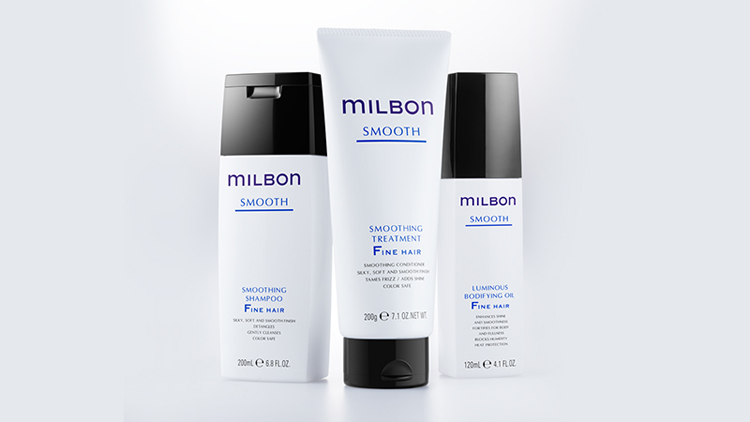 MILBON
SMOOTH
SMOOTHING
SHAMPOO
FINE HAIR
SILKY, SOFT AND SMOOTH FINISH
DETANGLES
GENTLY CLEANSES
COLOR SAFE
200mL ℮ 6.8 FL.OZ.
MILBON
SMOOTH
SMOOTHING
TREATMENT
FINE HAIR
SMOOTHING CONDITIONER
SILKY, SOFT AND SMOOTH FINISH
TAMES FRIZZ / ADDS SHINE
COLOR SAFE
200g ℮ 7.1 OZ.NET WT.
MILBON
SMOOTH
LUMINOUS
BODIFYING OIL
FINE HAIR
ENHANCES SHINE
AND SMOOTHNESS
FORTIFIES FOR BODY
AND FULLNESS
BLOCKS HUMIDITY
HEAT PROTECTION
120mL ℮ 4.1 FL.OZ.